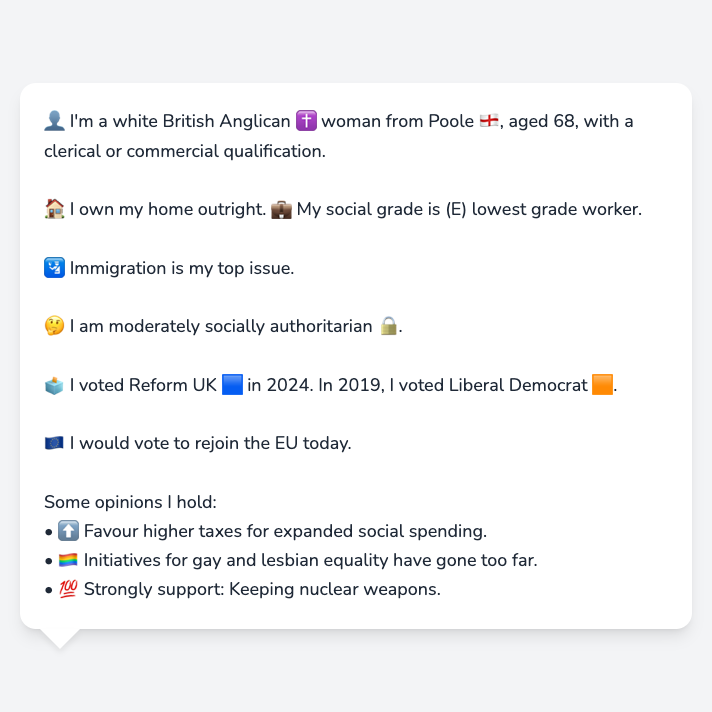 👤 I'm a white British Anglican ✝️ woman from Poole 🏴󠁧󠁢󠁥󠁮󠁧󠁿, aged 68, with a
clerical or commercial qualification.
🏠 I own my home outright. 💼 My social grade is (E) lowest grade worker.
🛂 Immigration is my top issue.
🤔 I am moderately socially authoritarian 🔒.
🗳️ I voted Reform UK 🟦 in 2024. In 2019, I voted Liberal Democrat 🟧.
🇪🇺 I would vote to rejoin the EU today.
Some opinions I hold:
• ⬆️ Favour higher taxes for expanded social spending.
• 🏳️‍🌈 Initiatives for gay and lesbian equality have gone too far.
• 💯 Strongly support: Keeping nuclear weapons.